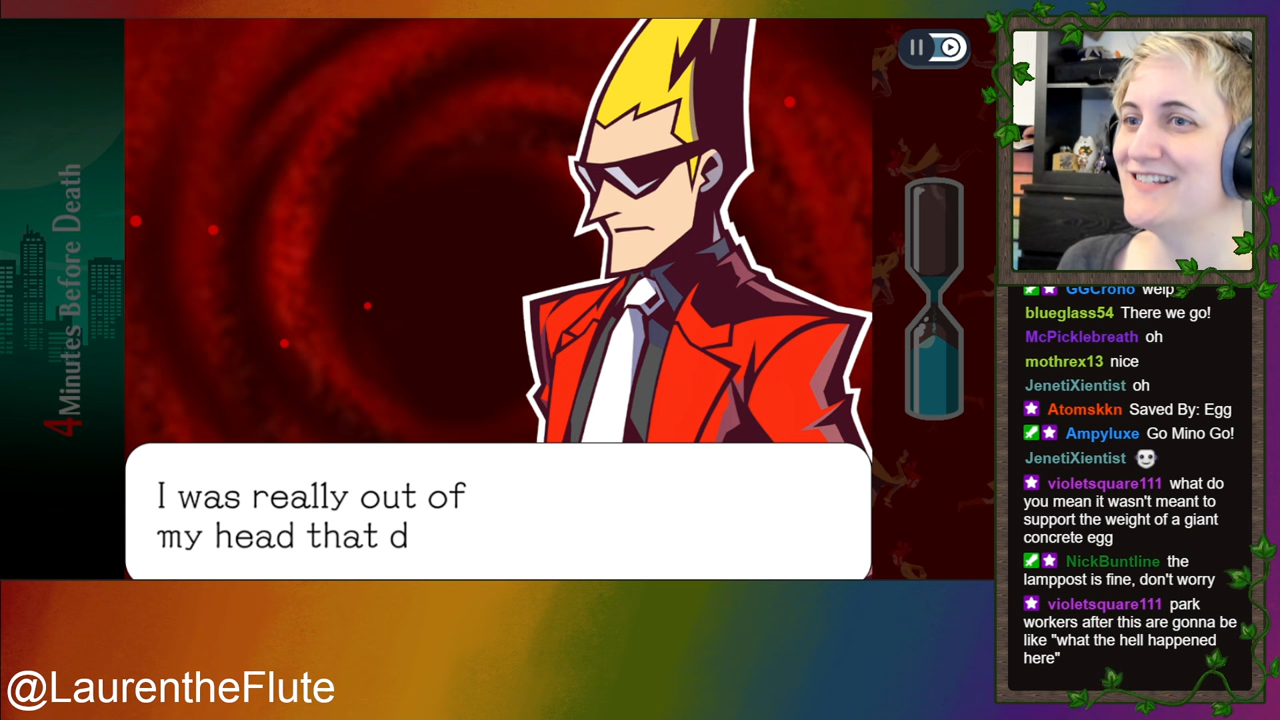 4 Minutes Before Death
I was really out of
my head that d
@LaurentheFlute
GGCrono welp
blueglass54 There we go!
McPicklebreath oh
mothrex13 nice
JenetiXientist oh
Atomskkn Saved By: Egg
Ampyluxe Go Mino Go!
JenetiXientist
violetsquare111 what do
you mean it wasn't meant to
support the weight of a giant
concrete egg
NickBuntline the
lamppost is fine, don't worry
violetsquare111 park
workers after this are gonna be
like "what the hell happened
here"